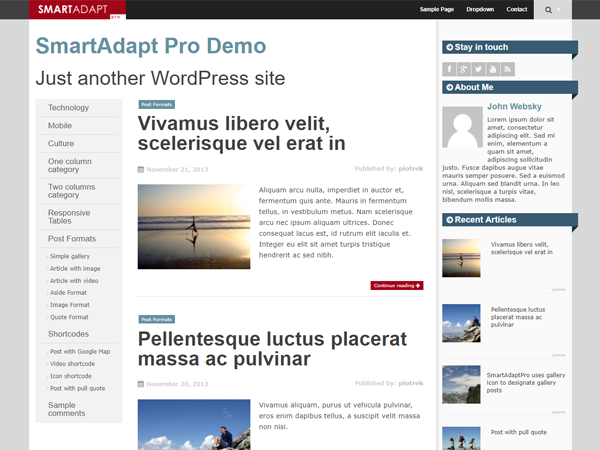 SMARTADAPT
pro
Sample Page Dropdown Contact
SmartAdapt Pro Demo
Just another WordPress site
Technology
Mobile
Culture
One column
category
Two columns
category
Responsive
Tables
Post Formats
Simple gallery
Article with image
Article with video
Aside Format
Image Format
Quote Format
Shortcodes
Post with Google Map
Video shortcode
Icon shortcode
Post with pull quote
Sample
comments
Post Formats
Vivamus libero velit,
scelerisque vel erat in
November 21, 2013 Published by: piotrek
Aliquam arcu nulla, imperdiet in auctor et,
fermentum quis ante. Mauris in fermentum
tellus, in vestibulum metus. Nam scelerisque
arcu nec ipsum aliquam ultrices. Donec
consequat lacus est, id rutrum elit iaculis et.
Integer eu elit sit amet turpis tristique
hendrerit ac sed nibh.
Continue reading
Post Formats
Pellentesque luctus placerat
massa ac pulvinar
November 20, 2013 Published by: piotrek
Vivamus aliquam, purus ut vehicula pulvinar,
eros enim dapibus tellus, a suscipit velit massa
non nisi.
Stay in touch
About Me
John Websky
Lorem ipsum dolor sit
amet, consectetur
adipiscing elit. Sed mi
enim, elementum a
quam sit amet,
adipiscing sollicitudin
justo. Fusce dapibus augue vitae
mauris semper posuere. Sed a euismod
urna. Aliquam sed blandit urna. In leo
nisl, scelerisque a turpis vitae,
bibendum mollis massa.
Recent Articles
Vivamus libero velit,
scelerisque vel erat in
piotrek
Pellentesque luctus
placerat massa ac
pulvinar
piotrek
SmartAdaptPro uses gallery
icon to designate gallery
posts
piotrek
Post with pull quote